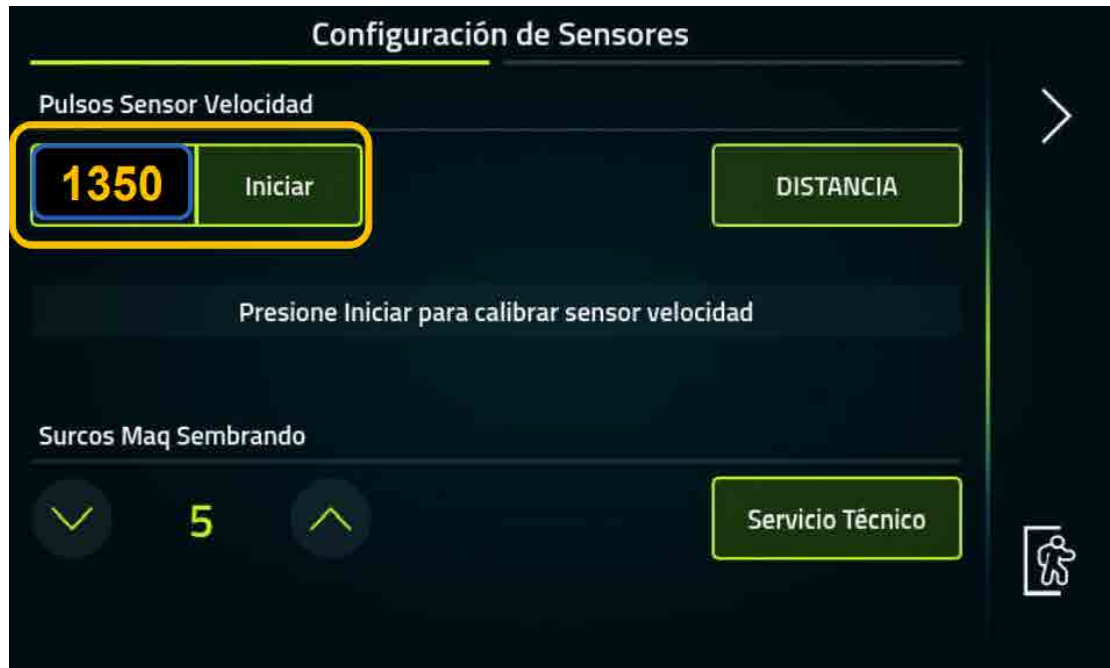 Configuración de Sensores
Pulsos Sensor Velocidad
1350 Iniciar DISTANCIA
Presione Iniciar para calibrar sensor velocidad
Surcos Maq Sembrando
5 Servicio Técnico